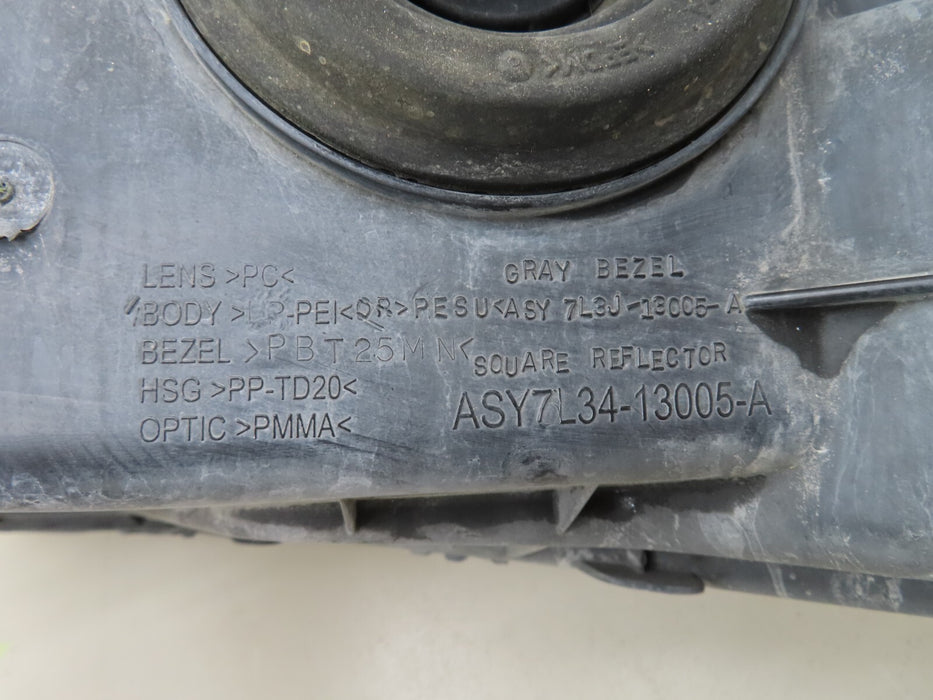 LENS >PC<
GRAY BEZEL
BODY >UP-PEI<OR>PESU<ASY 7L3J-13005-A
BEZEL >PBT25MN<
SQUARE REFLECTOR
HSG >PP-TD20<
ASY7L34-13005-A
OPTIC >PMMA<